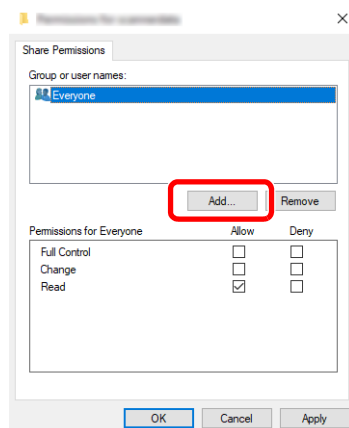 Share Permissions
Group or user names:
Everyone
Add... Remove
Permissions for Everyone Allow Deny
Full Control
Change
Read
OK Cancel Apply